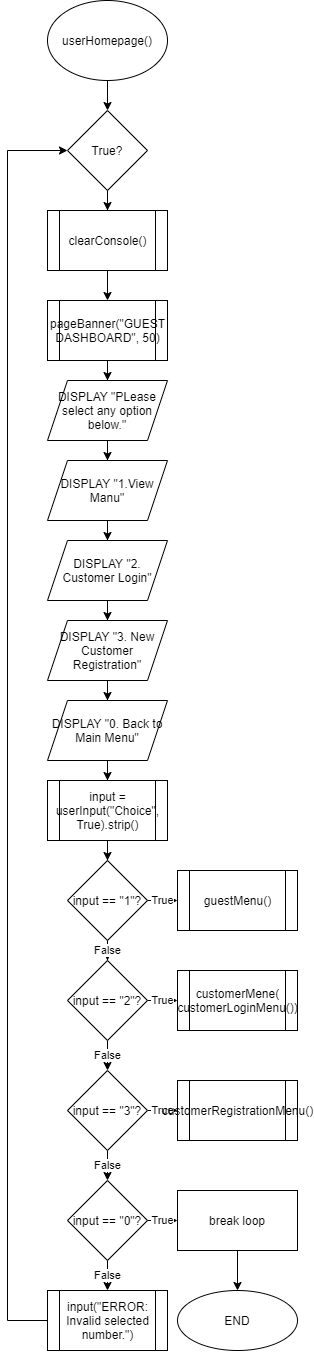 userHomepage()
True?
clearConsole()
pageBanner("GUEST
DASHBOARD", 50)
DISPLAY "PLease
select any option
below."
DISPLAY "1.View
Manu"
DISPLAY "2.
Customer Login"
DISPLAY "3. New
Customer
Registration"
DISPLAY "0. Back to
Main Menu"
input =
userInput("Choice",
True).strip()
input == "1"?
True
guestMenu()
False
input == "2"?
True
customerMene(
customerLoginMenu())
False
input == "3"?
True
customerRegistrationMenu()
False
input == "0"?
True
break loop
False
input("ERROR:
Invalid selected
number.")
END